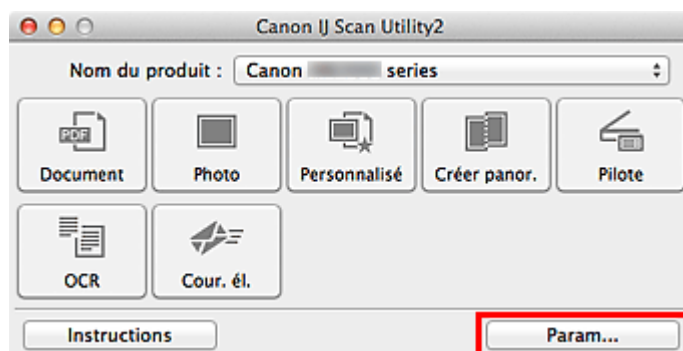 Canon IJ Scan Utility2
Nom du produit : Canon series
PDF
Document Photo Personnalisé Créer panor. Pilote
OCR Cour. él.
Instructions Param...